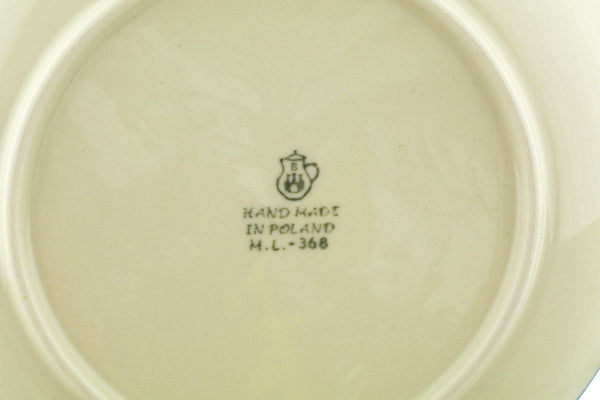 B
HAND MADE
IN POLAND
M.L.-368